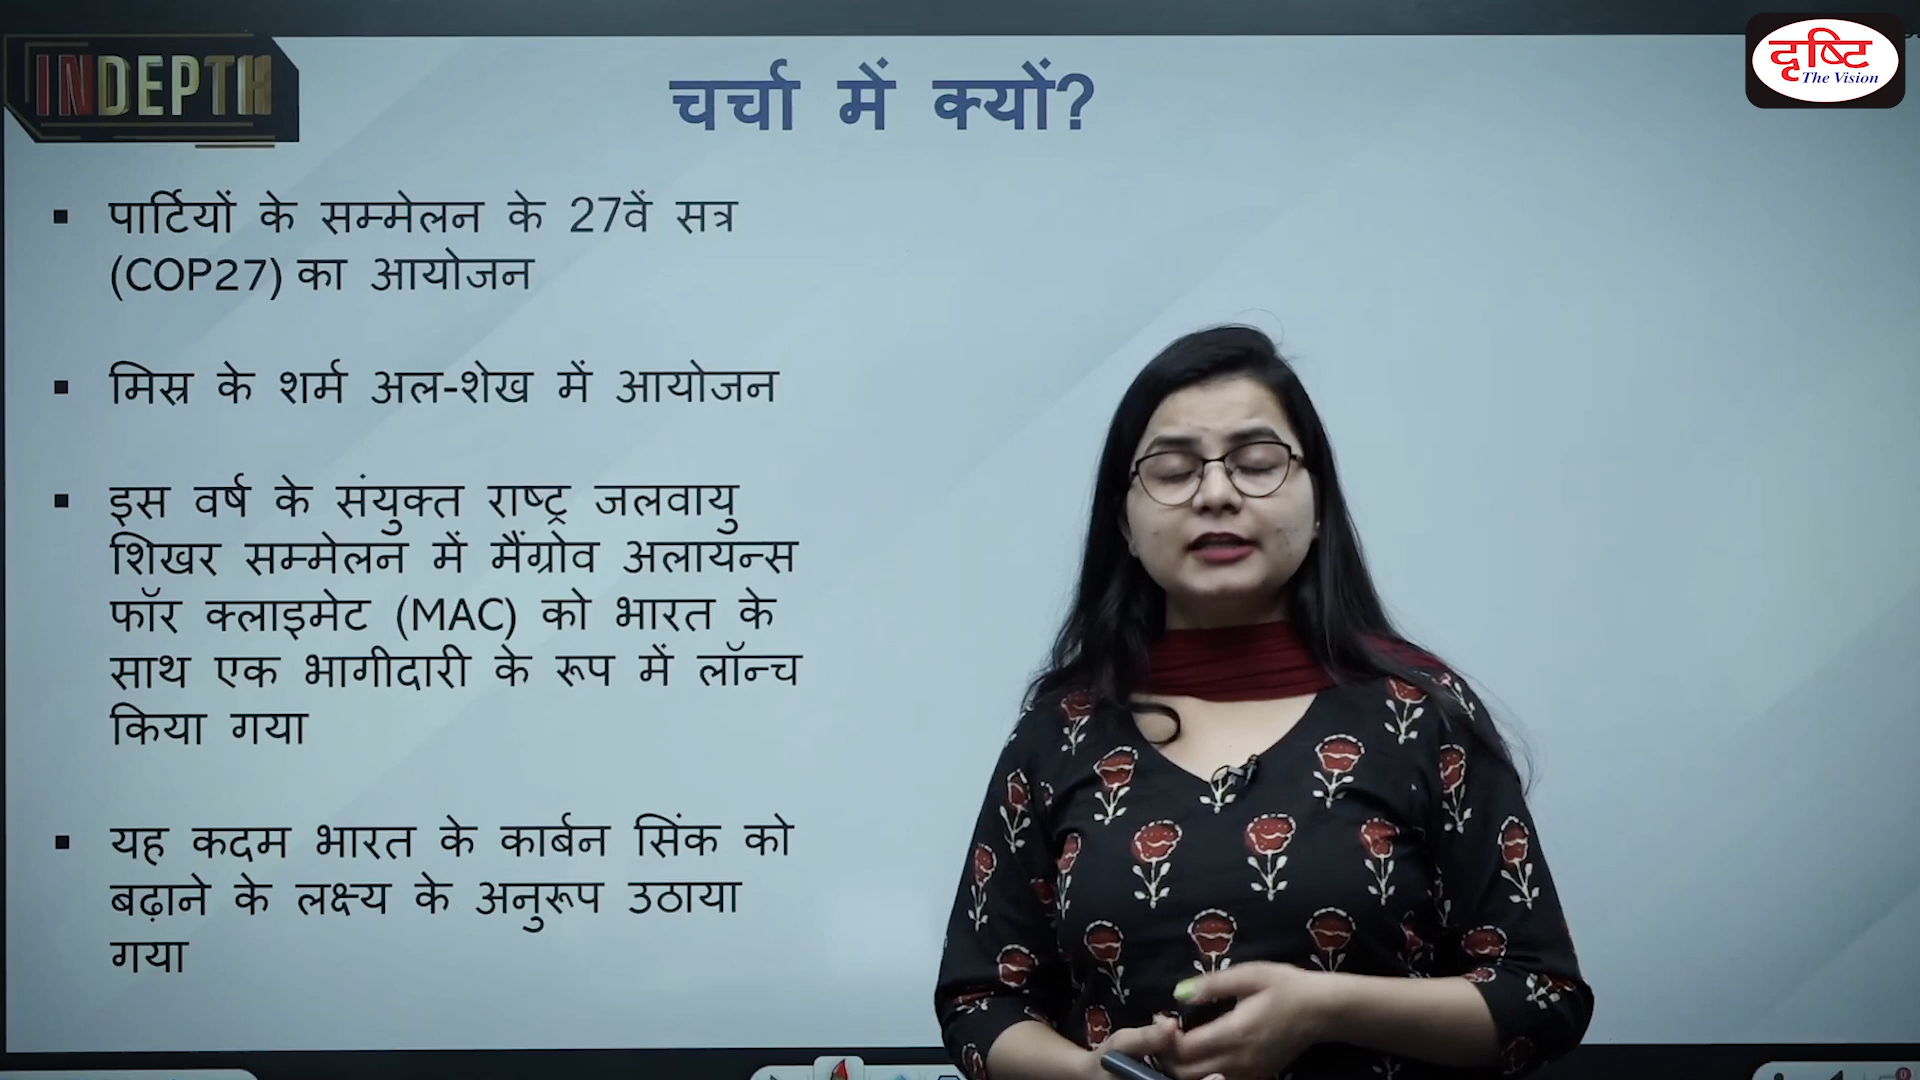 INDEPTH
चर्चा में क्यों?
दृष्टि
The Vision
▪ पार्टियों के सम्मेलन के 27वें सत्र
(COP27) का आयोजन
▪ मिस्र के शर्म अल-शेख में आयोजन
▪ इस वर्ष के संयुक्त राष्ट्र जलवायु
शिखर सम्मेलन में मैंग्रोव अलायन्स
फॉर क्लाइमेट (MAC) को भारत के
साथ एक भागीदारी के रूप में लॉन्च
किया गया
▪ यह कदम भारत के कार्बन सिंक को
बढ़ाने के लक्ष्य के अनुरूप उठाया
गया